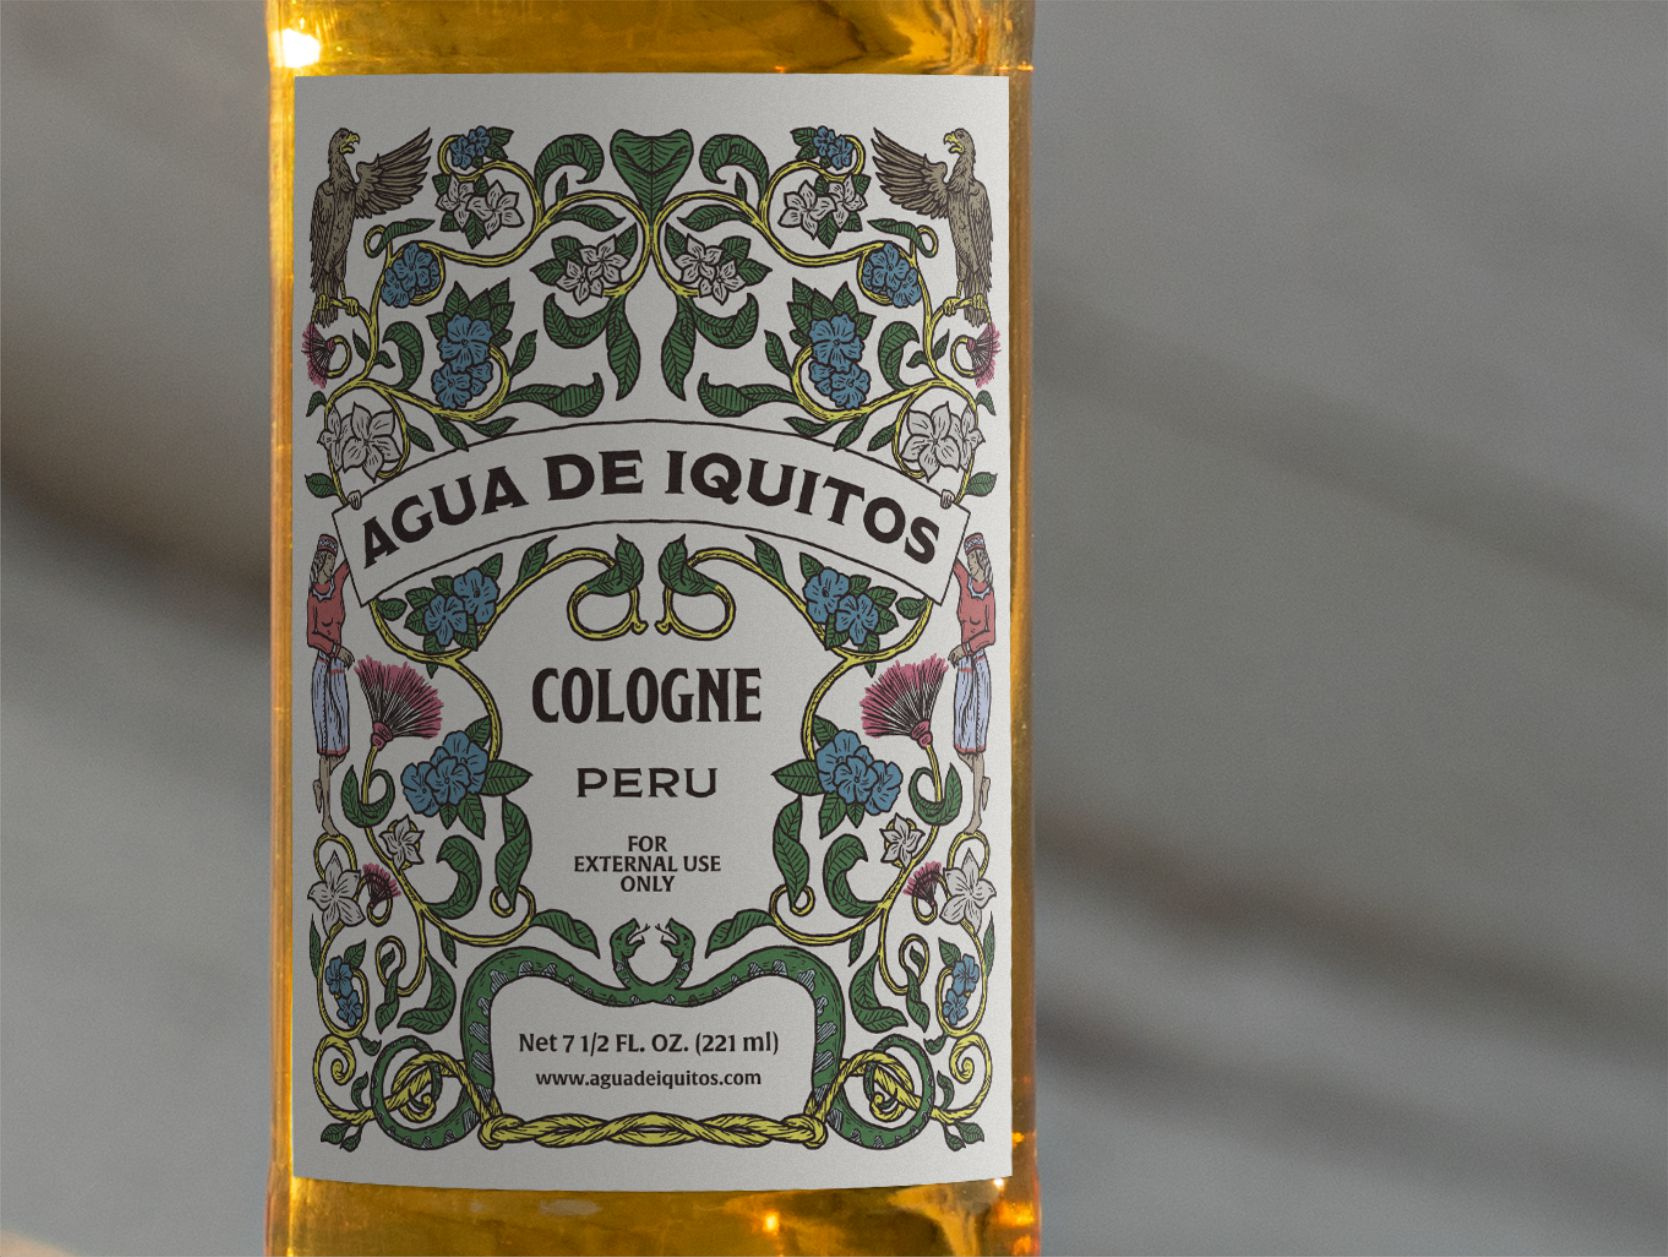 AGUA DE IQUITOS
COLOGNE
PERU
FOR
EXTERNAL USE
ONLY
Net 7 1/2 FL. OZ. (221 ml)
www.aguadeiquitos.com